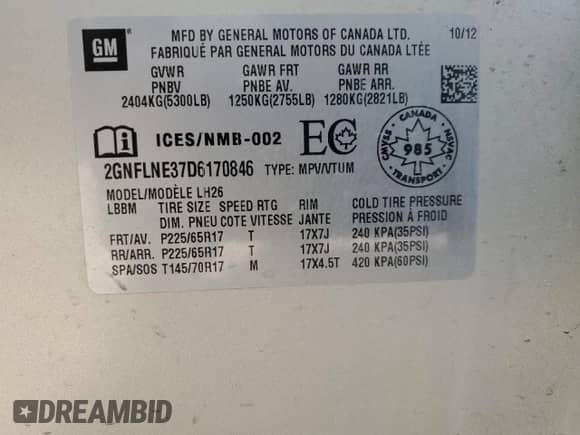 GM
MFD BY GENERAL MOTORS OF CANADA LTD. 10/12
FABRIQUÉ PAR GENERAL MOTORS DU CANADA LTÉE
GVWR GAWR FRT GAWR RR
PNBV PNBE AV. PNBE ARR.
2404KG(5300LB) 1250KG(2755LB) 1280KG(2821LB)
ICES/NMB-002 EC
CANADA
CMVSS 985 NSVAC
TRANSPORT
2GNFLNE37D6170846 TYPE: MPV/VTUM
MODEL/MODÈLE LH26
LBBM TIRE SIZE SPEED RTG RIM COLD TIRE PRESSURE
DIM. PNEU COTE VITESSE JANTE PRESSION À FROID
FRT/AV. P225/65R17 T 17X7J 240 KPA(35PSI)
RR/ARR. P225/65R17 T 17X7J 240 KPA(35PSI)
SPA/SOS T145/70R17 M 17X4.5T 420 KPA(60PSI)
DREAMBID